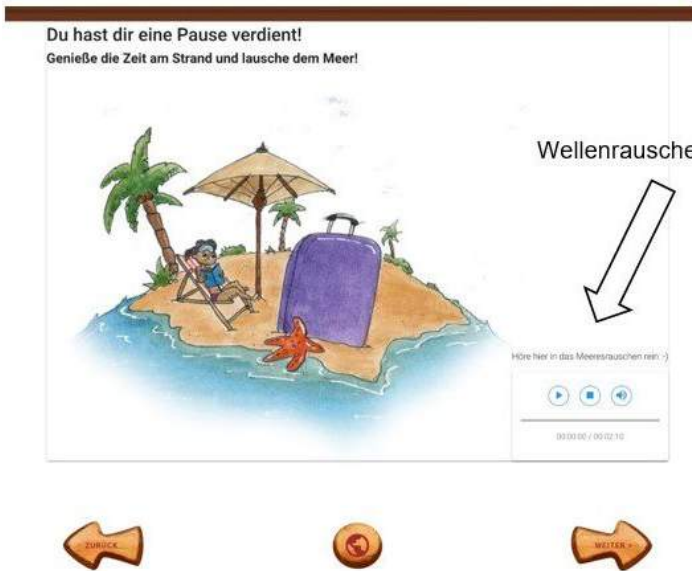 Du hast dir eine Pause verdient!
Genieße die Zeit am Strand und lausche dem Meer!
Wellenrausche
Höre hier in das Meeresrauschen rein :-)
00:00:00 / 00:02:10
ZURÜCK
WEITER >